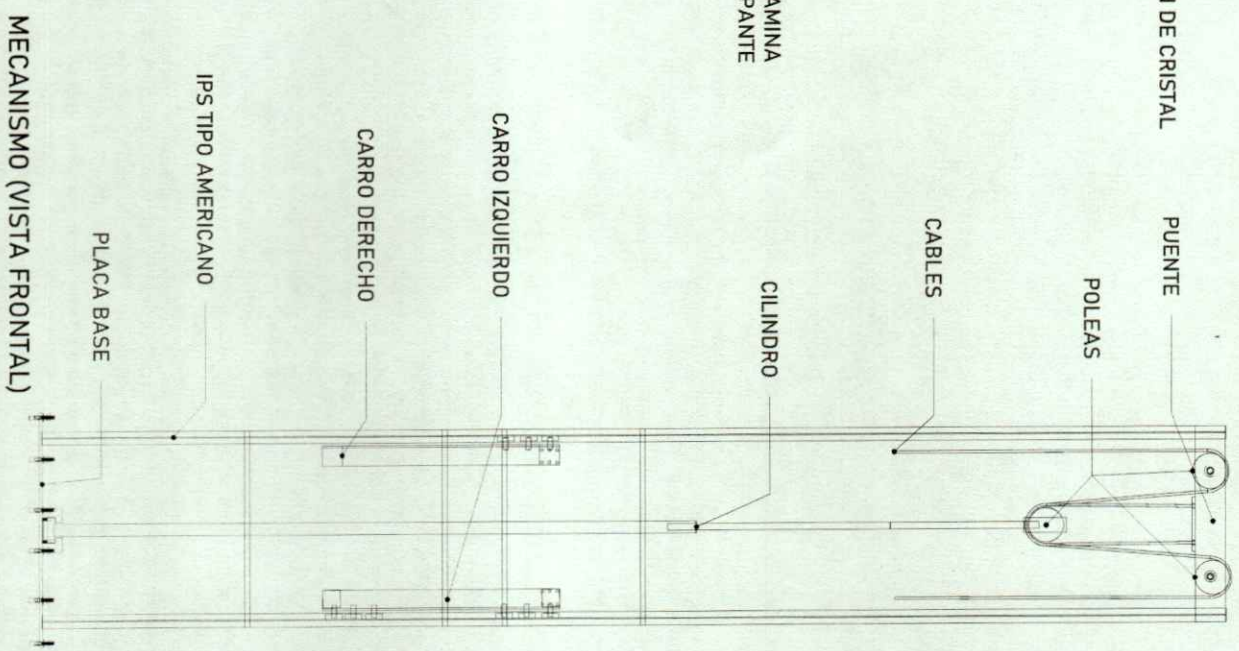 PUENTE
POLEAS
CABLES
CILINDRO
CARRO IZQUIERDO
CARRO DERECHO
IPS TIPO AMERICANO
PLACA BASE
MECANISMO (VISTA FRONTAL)
DE CRISTAL
AMINA
PANTE